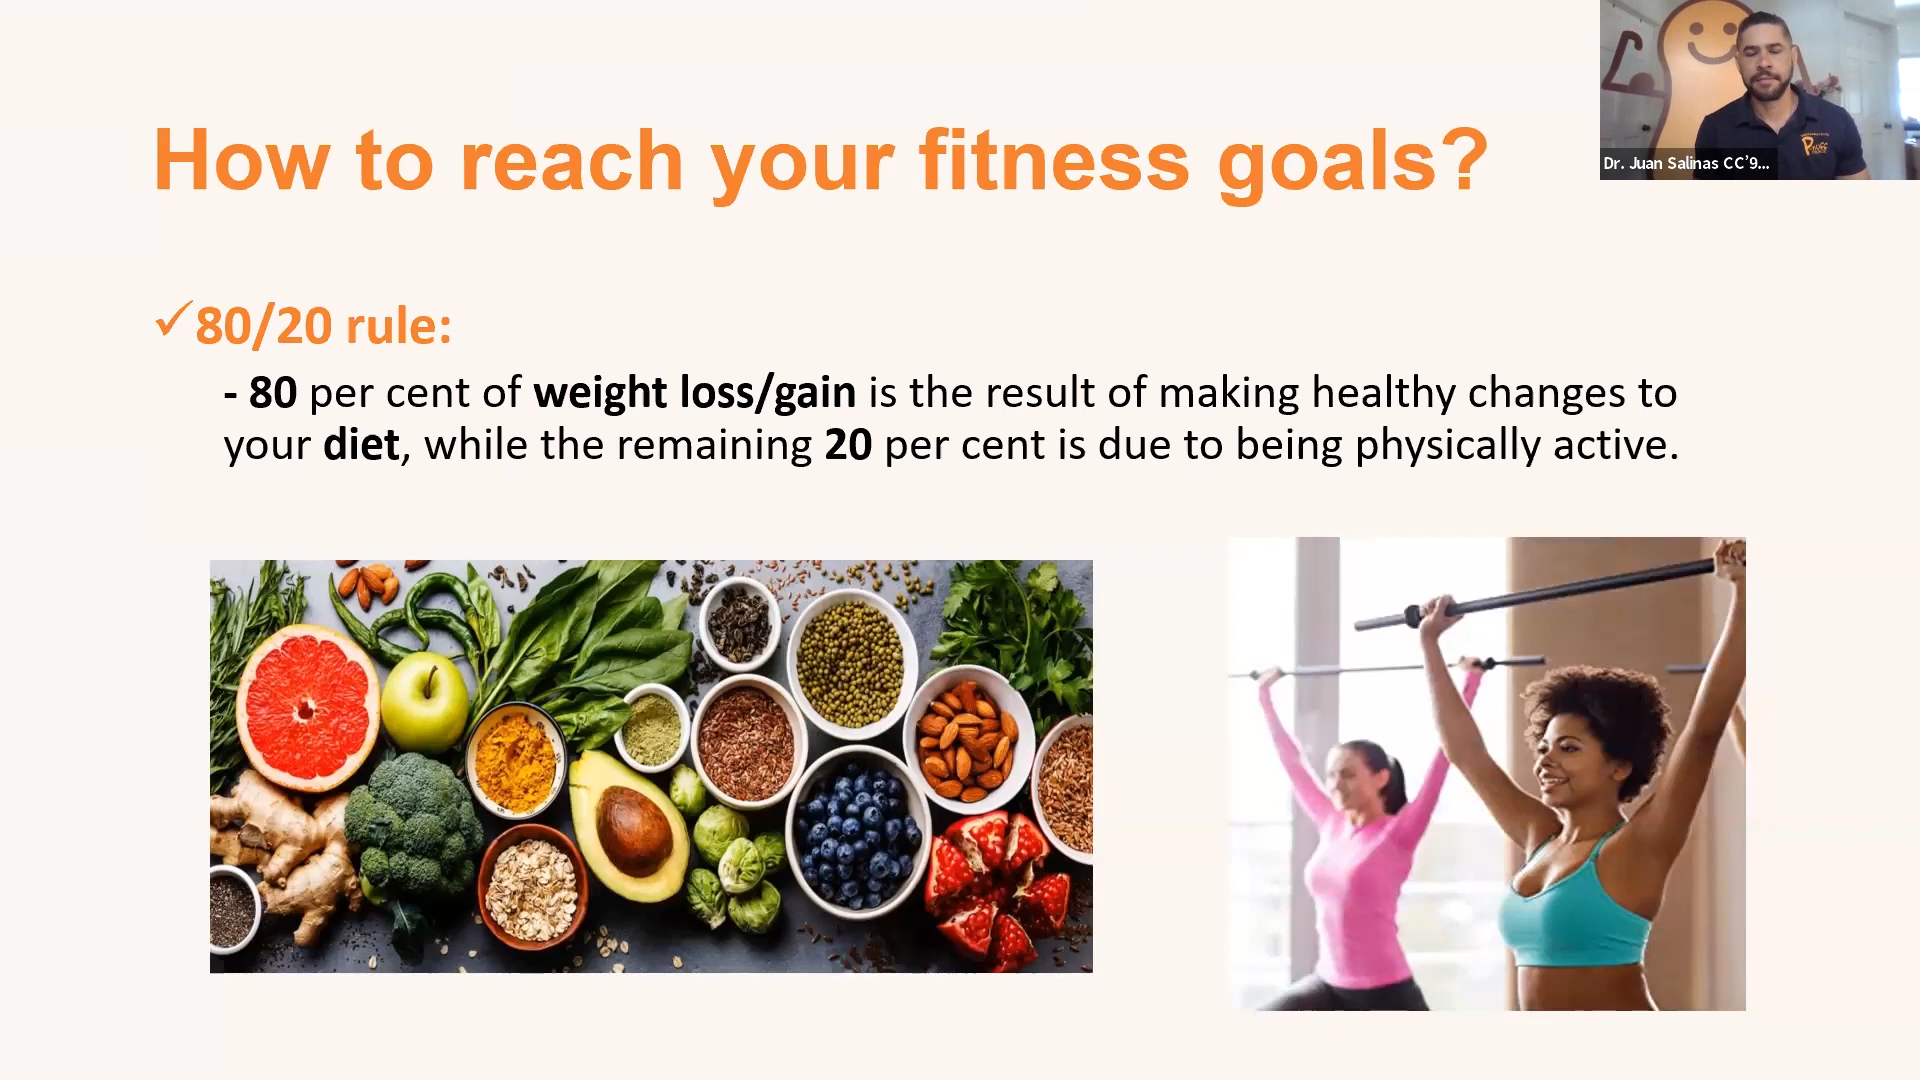 How to reach your fitness goals?
Dr. Juan Salinas CC’9...
✓80/20 rule:
- 80 per cent of weight loss/gain is the result of making healthy changes to
your diet, while the remaining 20 per cent is due to being physically active.